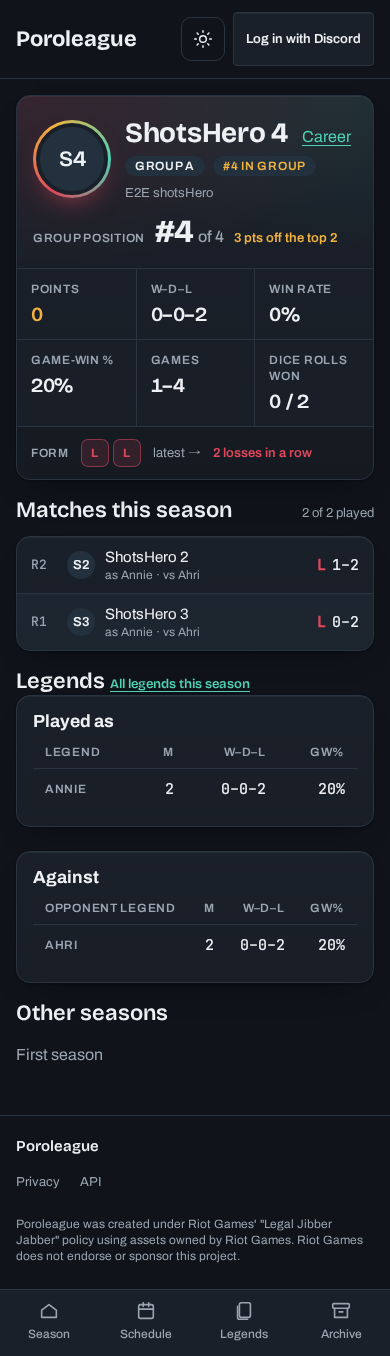 Poroleague
Log in with Discord
S4
ShotsHero 4 Career
GROUP A #4 IN GROUP
E2E shotsHero
GROUP POSITION #4 of 4 3 pts off the top 2
POINTS W–D–L WIN RATE
0 0–0–2 0%
GAME-WIN % GAMES DICE ROLLS WON
20% 1–4 0 / 2
FORM L L latest → 2 losses in a row
Matches this season 2 of 2 played
R2 S2 ShotsHero 2 L 1–2
as Annie · vs Ahri
R1 S3 ShotsHero 3 L 0–2
as Annie · vs Ahri
Legends All legends this season
Played as
LEGEND M W–D–L GW%
ANNIE 2 0–0–2 20%
Against
OPPONENT LEGEND M W–D–L GW%
AHRI 2 0–0–2 20%
Other seasons
First season
Poroleague
Privacy API
Poroleague was created under Riot Games' "Legal Jibber
Jabber" policy using assets owned by Riot Games. Riot Games
does not endorse or sponsor this project.
Season Schedule Legends Archive